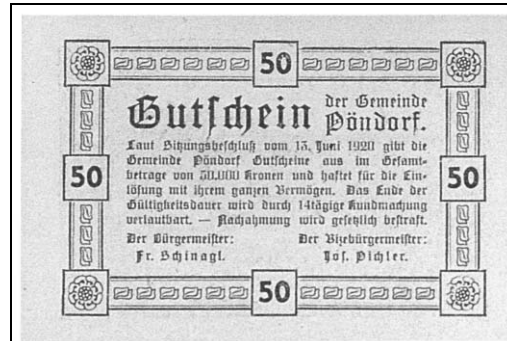 50
Gutschein der Gemeinde
Pöndorf.
Laut Sitzungsbeschluß vom 13. Juni 1920 gibt die
Gemeinde Pöndorf Gutscheine aus im Gesamt-
betrage von 50.000 Kronen und haftet für die Ein-
lösung mit ihrem ganzen Vermögen. Das Ende der
Gültigkeitsdauer wird durch 14tägige Kundmachung
verlautbart. — Nachahmung wird gesetzlich bestraft.
50
50
Der Bürgermeister: Der Vizebürgermeister:
Fr. Schinagl. Jos. Pichler.
50